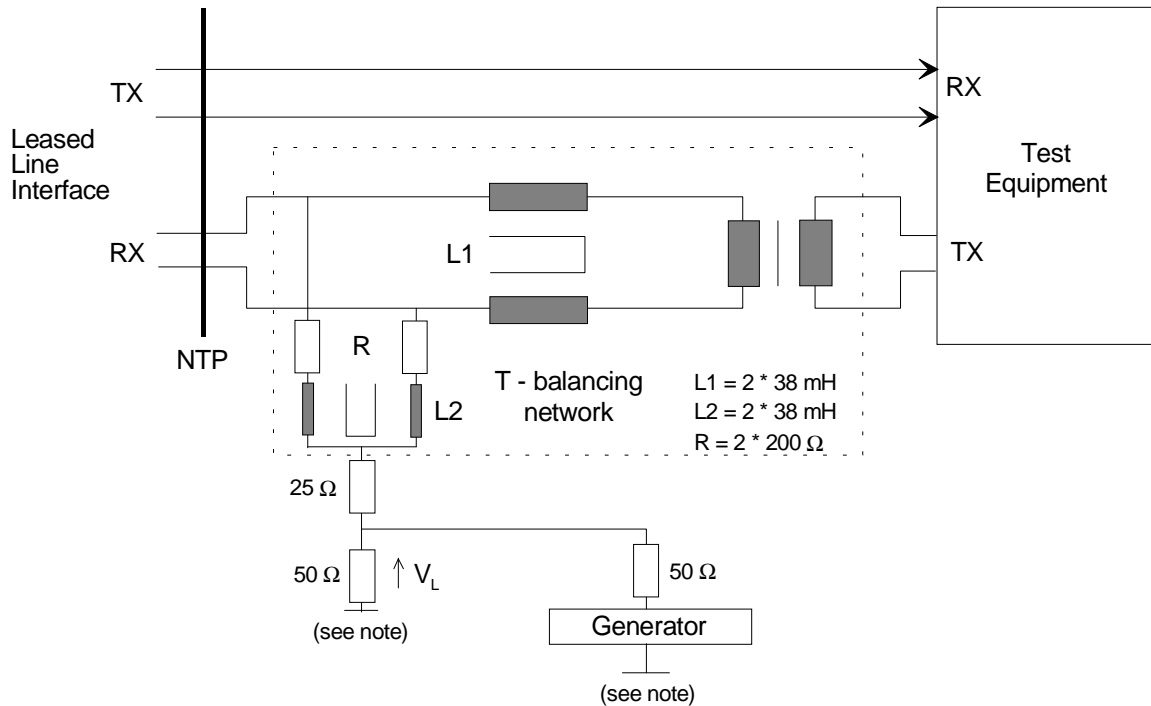 TX
RX
Leased
Line
Interface
Test
Equipment
RX
L1
TX
NTP
R
L2
T - balancing
network
L1 = 2 * 38 mH
L2 = 2 * 38 mH
R = 2 * 200 Ω
25 Ω
50 Ω
V_L
50 Ω
(see note)
Generator
(see note)